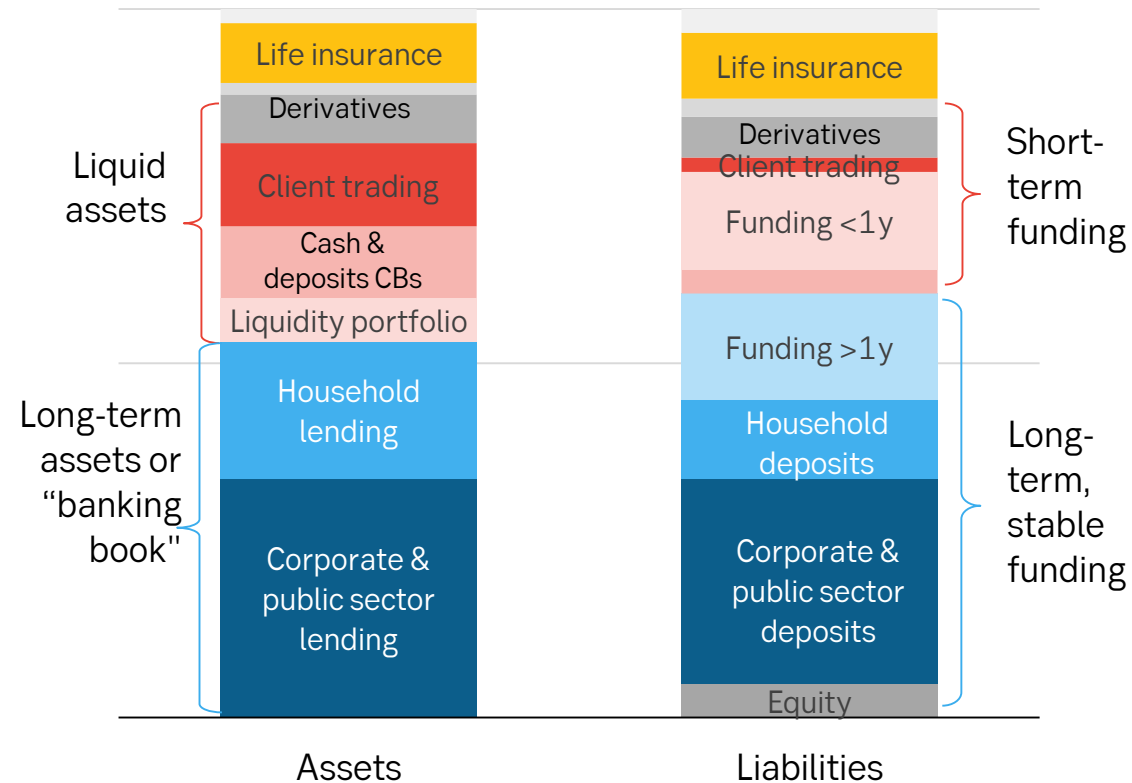 Life insurance
Derivatives
Client trading
Cash &
deposits CBs
Liquidity portfolio
Household
lending
Corporate &
public sector
lending
Liquid
assets
Long-term
assets or
“banking
book"
Life insurance
Derivatives
Client trading
Funding <1y
Funding >1y
Household
deposits
Corporate &
public sector
deposits
Equity
Short-
term
funding
Long-
term,
stable
funding
Assets
Liabilities